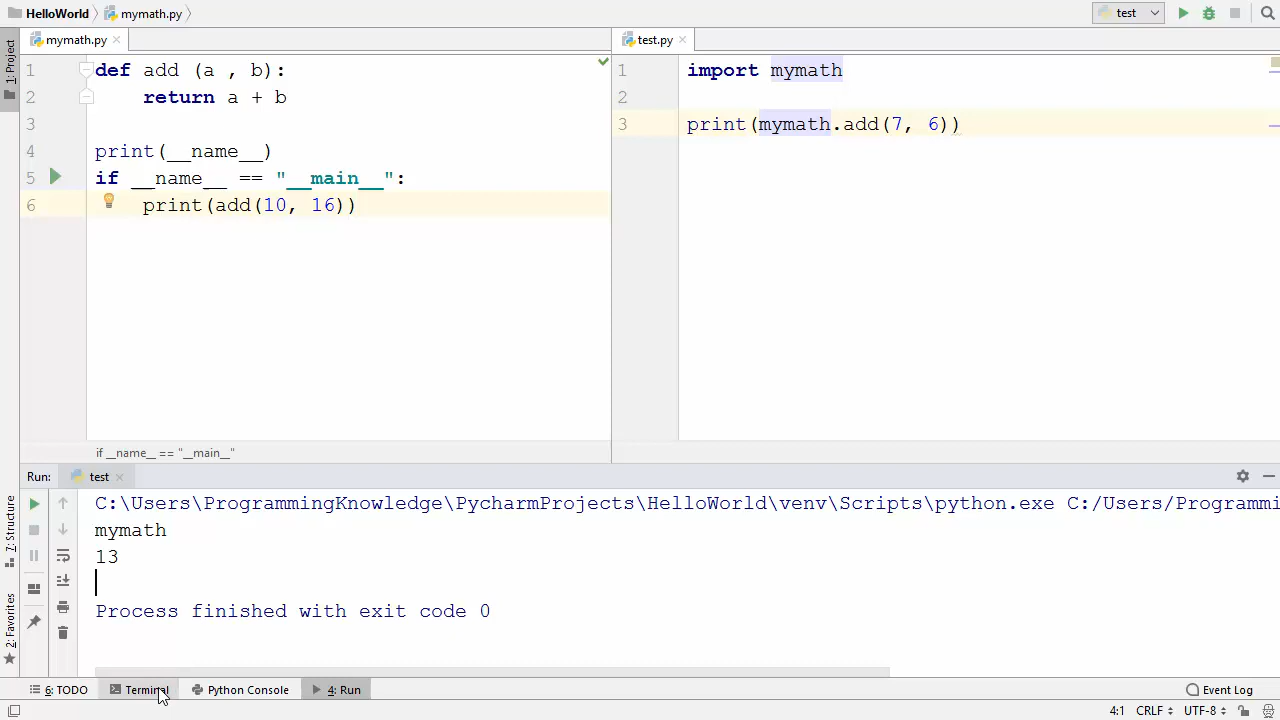 HelloWorld mymath.py test
1: Project
mymath.py
1 def add (a , b):
2 return a + b
3
4 print(__name__)
5 if __name__ == "__main__":
6 print(add(10, 16))
if __name__ == "__main__"
test.py
1 import mymath
2
3 print(mymath.add(7, 6))
Run: test
C:\Users\ProgrammingKnowledge\PycharmProjects\HelloWorld\venv\Scripts\python.exe C:/Users/Programmi
mymath
13
Process finished with exit code 0
7: Structure
2: Favorites
6: TODO Terminal Python Console 4: Run Event Log
4:1 CRLF UTF-8